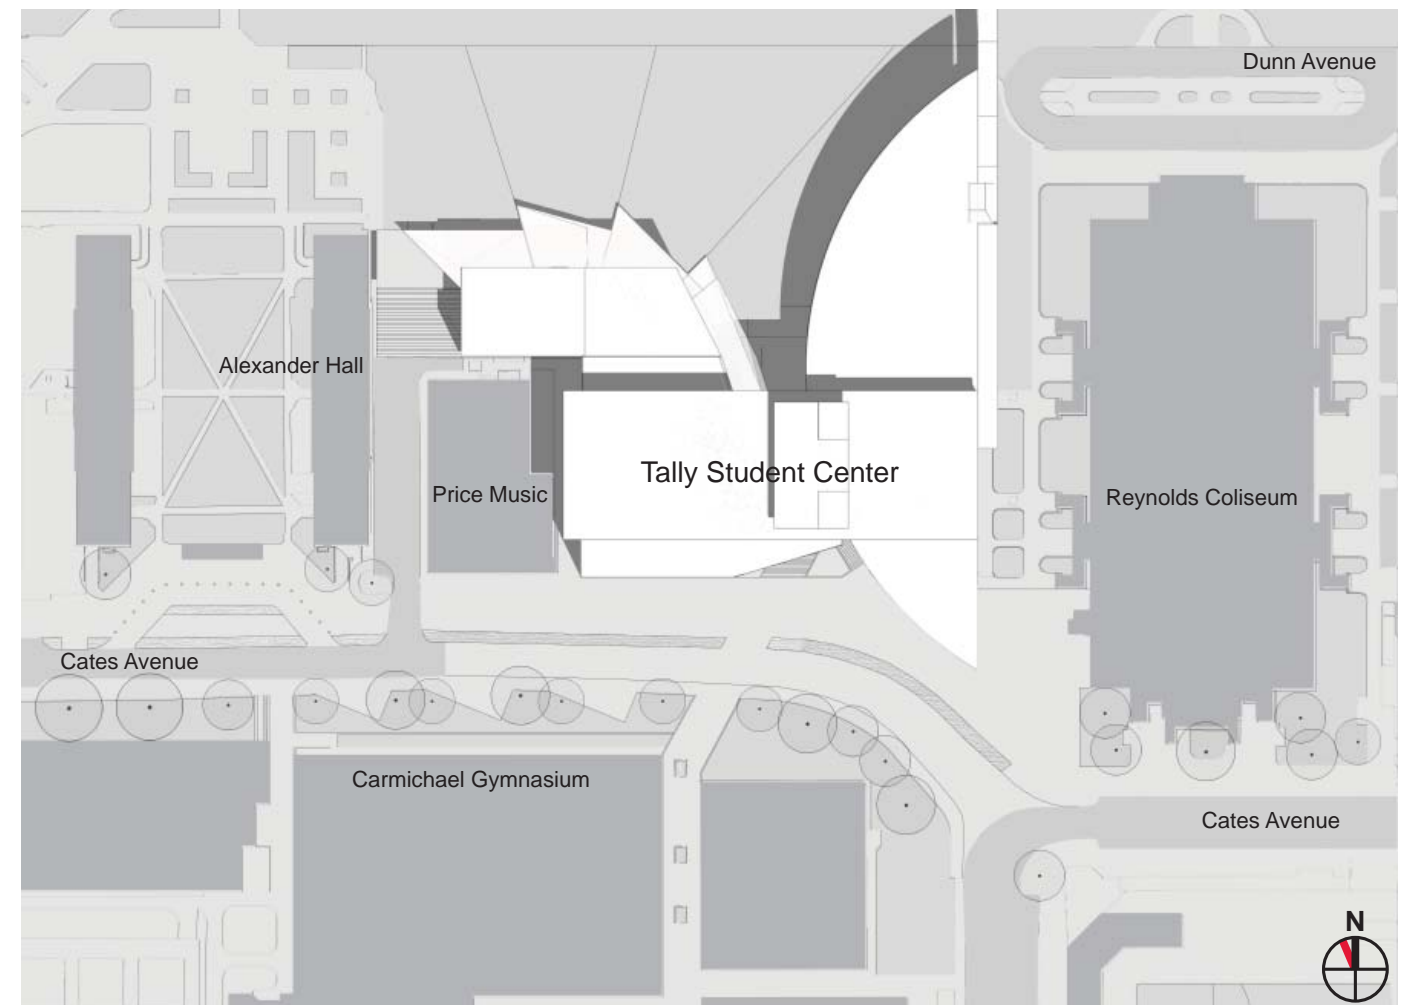 Dunn Avenue
Alexander Hall
Tally Student Center
Price Music
Reynolds Coliseum
Cates Avenue
Carmichael Gymnasium
Cates Avenue
N